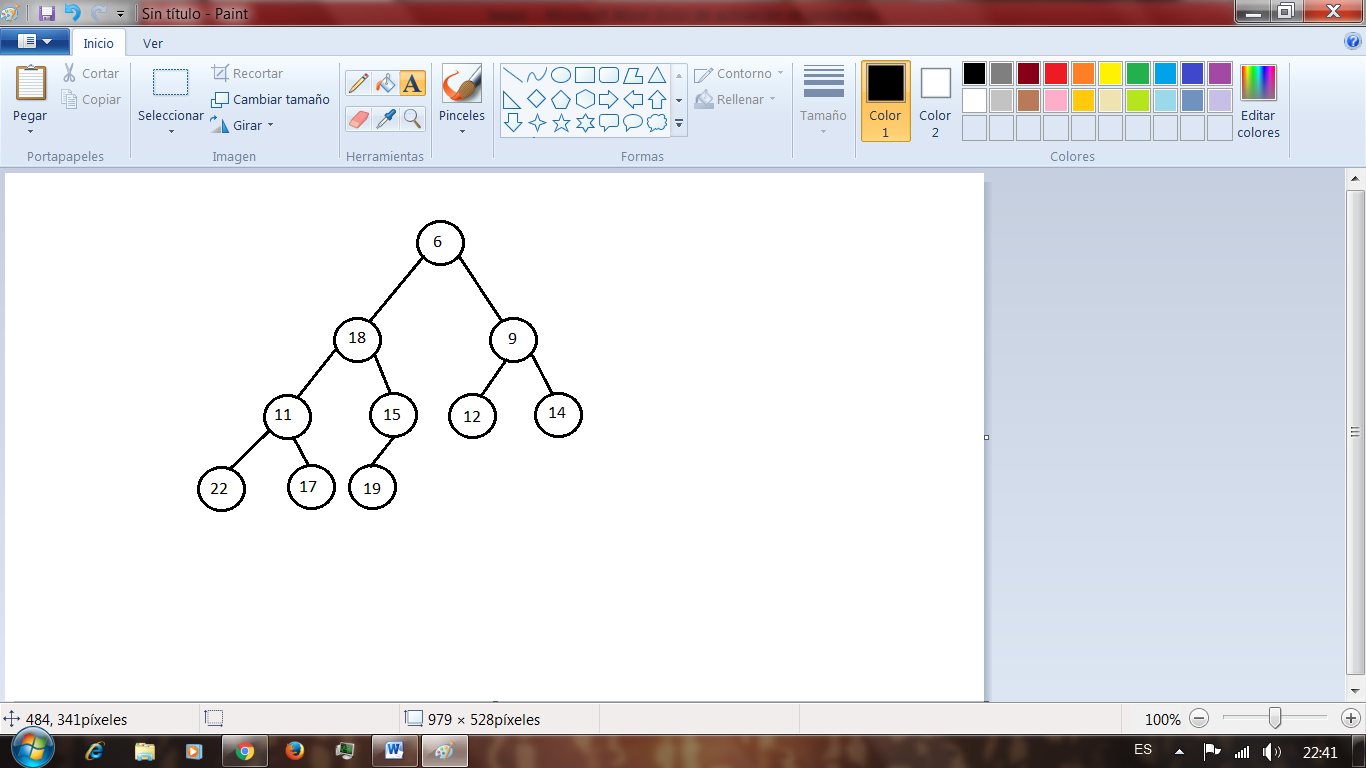 Sin título - Paint
Inicio Ver
Pegar
Cortar
Copiar
Portapapeles
Seleccionar
Recortar
Cambiar tamaño
Girar
Imagen
A
Herramientas
Pinceles
Formas
Contorno
Rellenar
Tamaño
Color 1
Color 2
Editar colores
Colores
6
18 9
11 15 12 14
22 17 19
484, 341píxeles
979 × 528píxeles
100%
ES
22:41